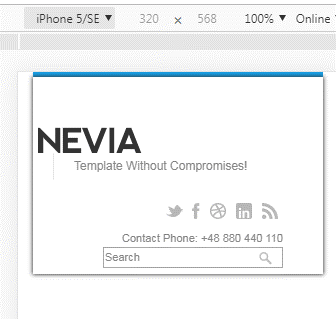 iPhone 5/SE ▼ 320 × 568 100% ▼ Online
NEVIA
Template Without Compromises!
Contact Phone: +48 880 440 110
Search